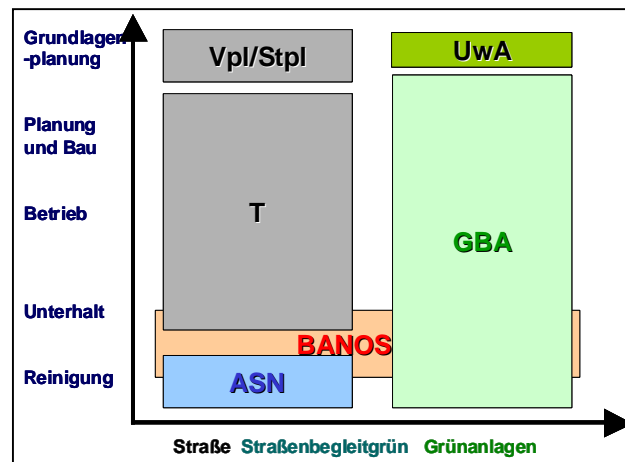 Grundlagen
-planung
Vpl/Stpl
UwA
Planung
und Bau
Betrieb
T
GBA
Unterhalt
BANOS
Reinigung
ASN
Straße Straßenbegleitgrün Grünanlagen